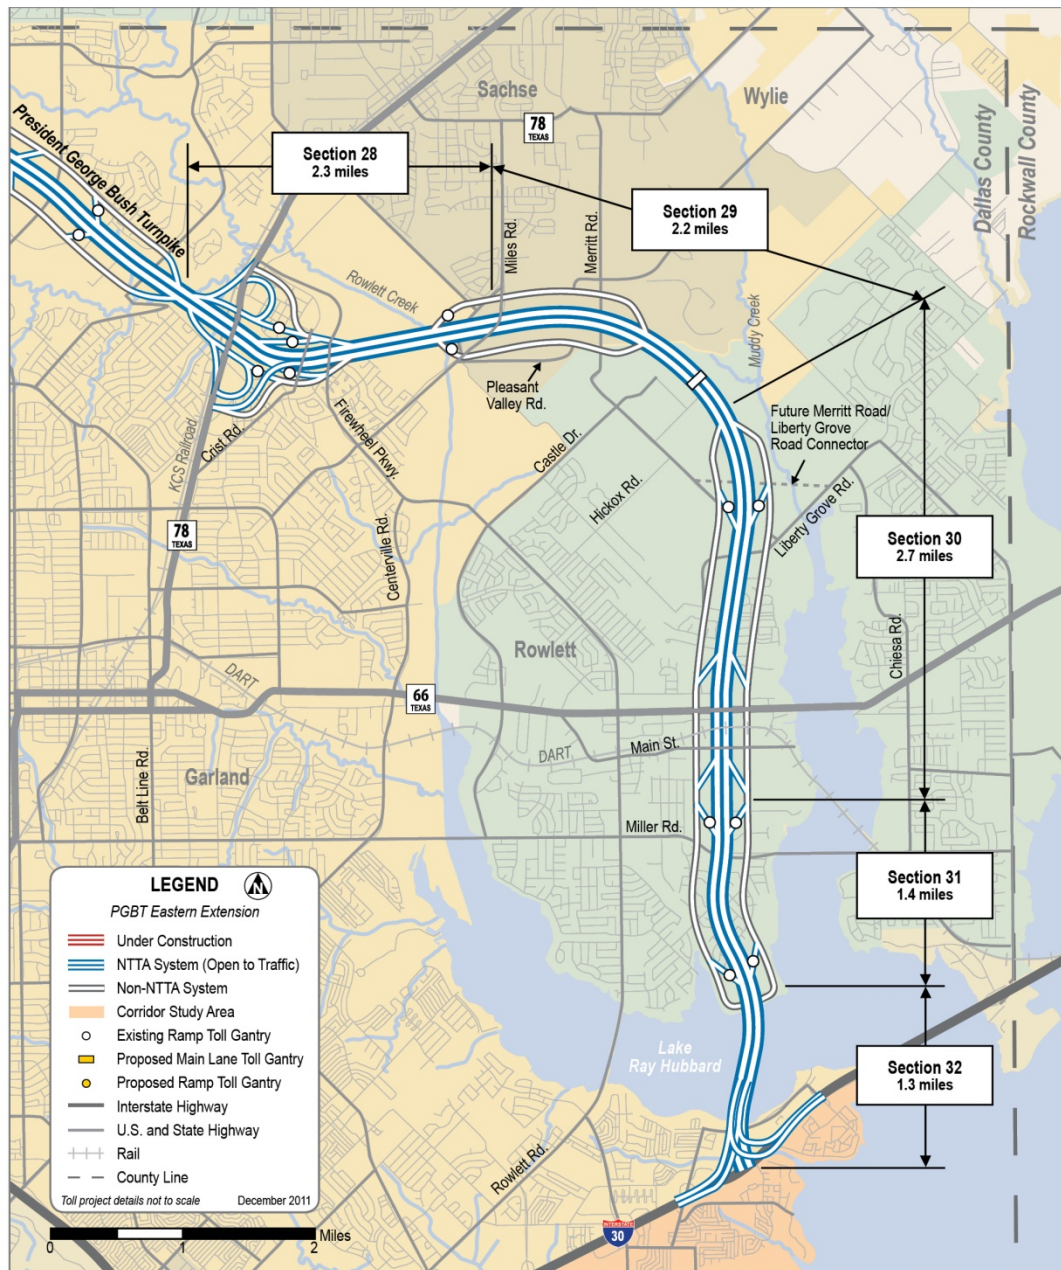 Sachse
Wylie
78
TEXAS
Dallas County
Rockwall County
President George Bush Turnpike
Section 28
2.3 miles
Section 29
2.2 miles
Miles Rd.
Merritt Rd.
Rowlett Creek
Muddy Creek
Pleasant
Valley Rd.
Future Merritt Road/
Liberty Grove
Road Connector
KCS Railroad
Crist Rd.
Firewheel Pkwy.
Castle Dr.
Hickox Rd.
Liberty Grove Rd.
78
TEXAS
Centerville Rd.
Section 30
2.7 miles
Rowlett
Chiesa Rd.
DART
66
TEXAS
DART
Main St.
Garland
Belt Line Rd.
Miller Rd.
Section 31
1.4 miles
LEGEND
N
PGBT Eastern Extension
Under Construction
NTTA System (Open to Traffic)
Non-NTTA System
Corridor Study Area
Existing Ramp Toll Gantry
Proposed Main Lane Toll Gantry
Proposed Ramp Toll Gantry
Interstate Highway
U.S. and State Highway
Rail
County Line
Toll project details not to scale December 2011
Lake
Ray Hubbard
Section 32
1.3 miles
Rowlett Rd.
INTERSTATE
30
0 1 2 Miles